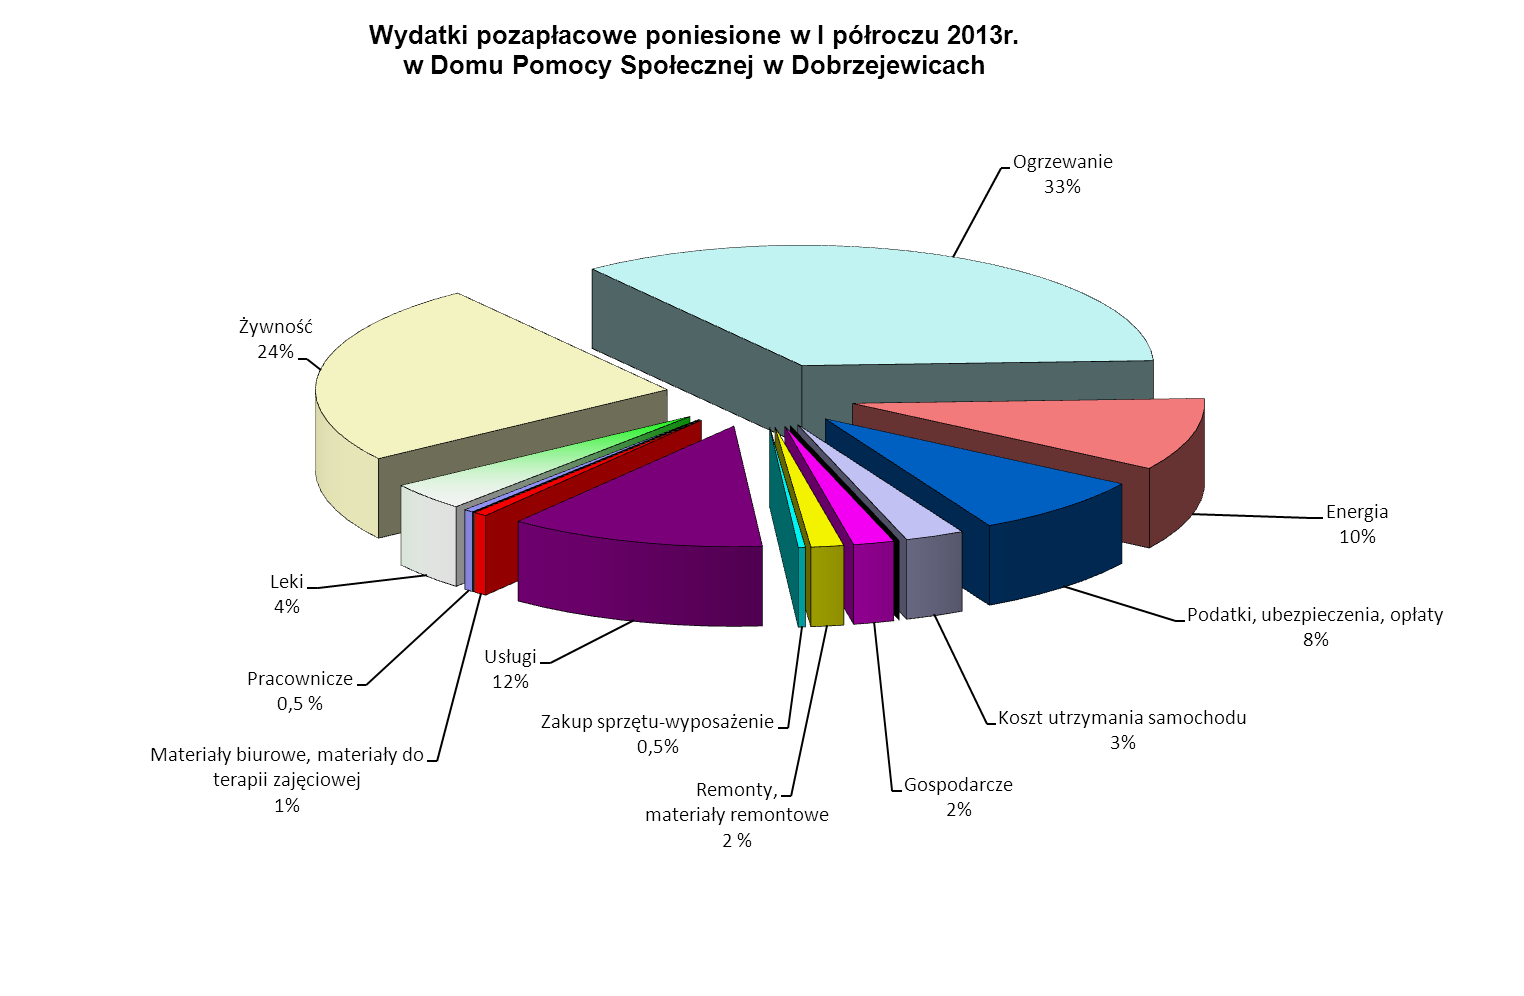 Wydatki pozapłacowe poniesione w I półroczu 2013r.
w Domu Pomocy Społecznej w Dobrzejewicach
Ogrzewanie
33%
Żywność
24%
Energia
10%
Leki
4%
Podatki, ubezpieczenia, opłaty
8%
Usługi
12%
Pracownicze
0,5 %
Zakup sprzętu-wyposażenie
0,5%
Koszt utrzymania samochodu
3%
Materiały biurowe, materiały do
terapii zajęciowej
1%
Remonty,
materiały remontowe
2 %
Gospodarcze
2%